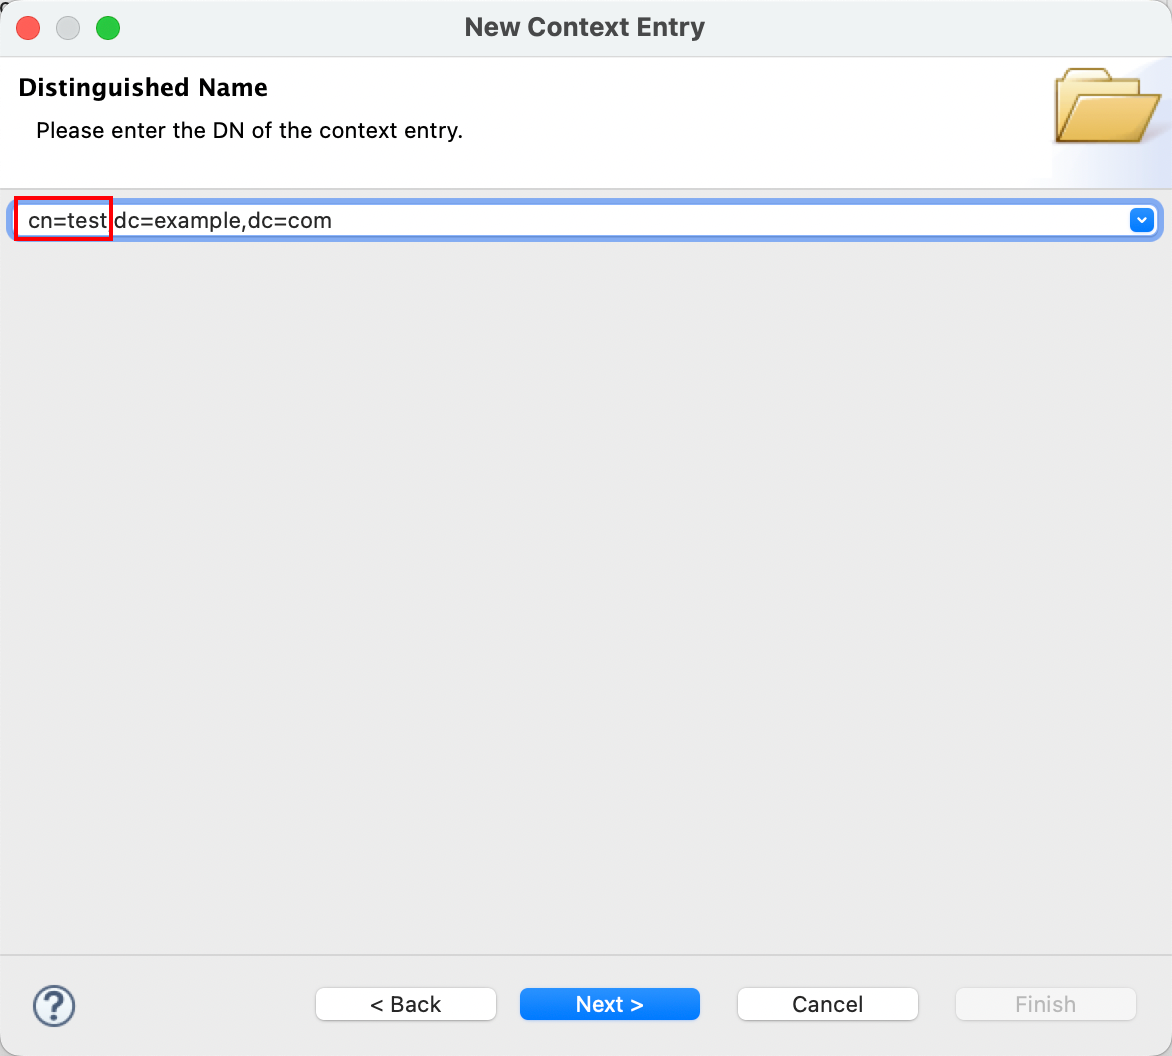 New Context Entry
Distinguished Name
Please enter the DN of the context entry.
cn=test,dc=example,dc=com
?
< Back
Next >
Cancel
Finish